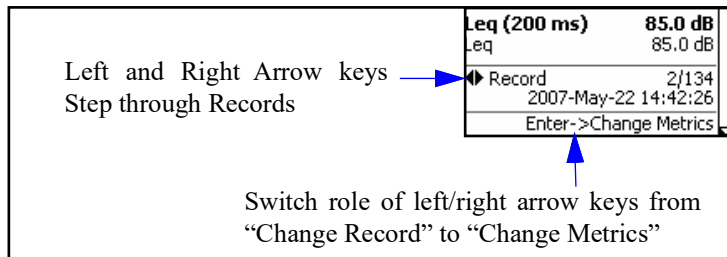 Leq (200 ms) 85.0 dB
Leq 85.0 dB
Left and Right Arrow keys
Step through Records
Record 2/134
2007-May-22 14:42:26
Enter->Change Metrics
Switch role of left/right arrow keys from
“Change Record” to “Change Metrics”